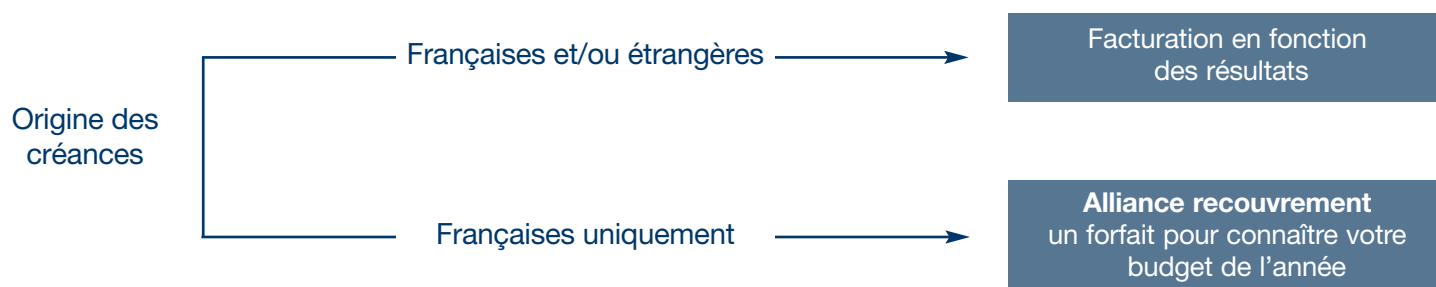 Origine des
créances
Françaises et/ou étrangères
Facturation en fonction
des résultats
Françaises uniquement
Alliance recouvrement
un forfait pour connaître votre
budget de l’année